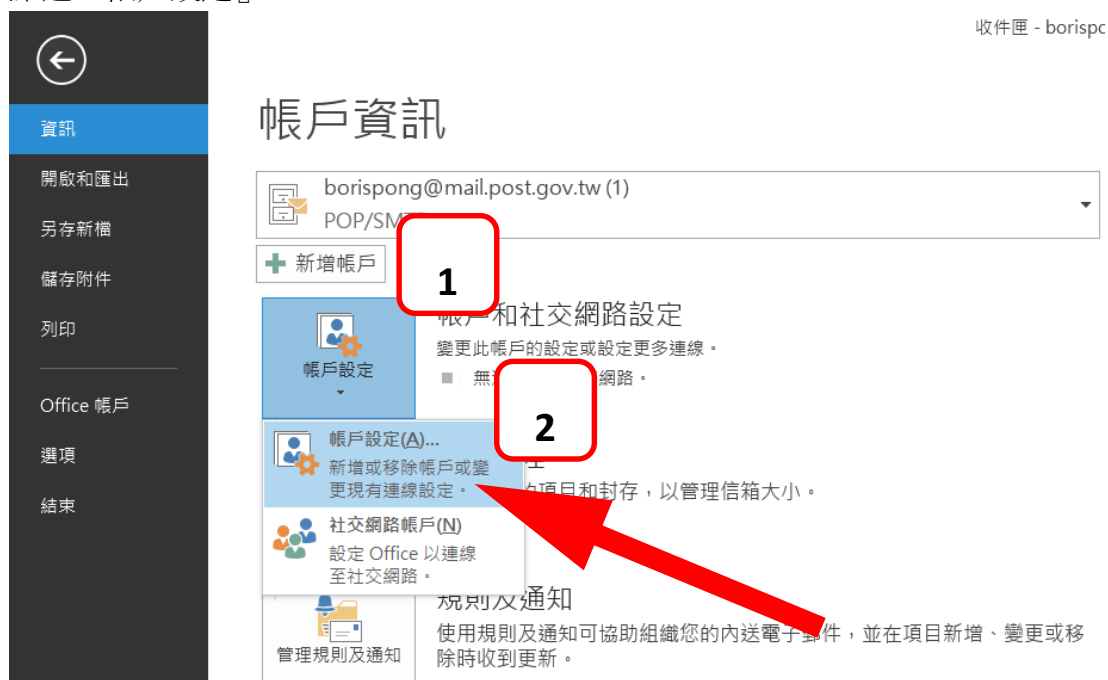 收件匣 - borispo
資訊
開啟和匯出
另存新檔
儲存附件
列印
Office 帳戶
選項
結束
帳戶資訊
borispong@mail.post.gov.tw (1)
POP/SM
新增帳戶
1
帳戶和社交網路設定
變更此帳戶的設定或設定更多連線。
無 網路。
帳戶設定
2
帳戶設定(A)...
新增或移除帳戶或變
更現有連線設定。
項目和封存，以管理信箱大小。
社交網路帳戶(N)
設定 Office 以連線
至社交網路。
規則及通知
使用規則及通知可協助組織您的內送電子郵件，並在項目新增、變更或移
除時收到更新。
管理規則及通知